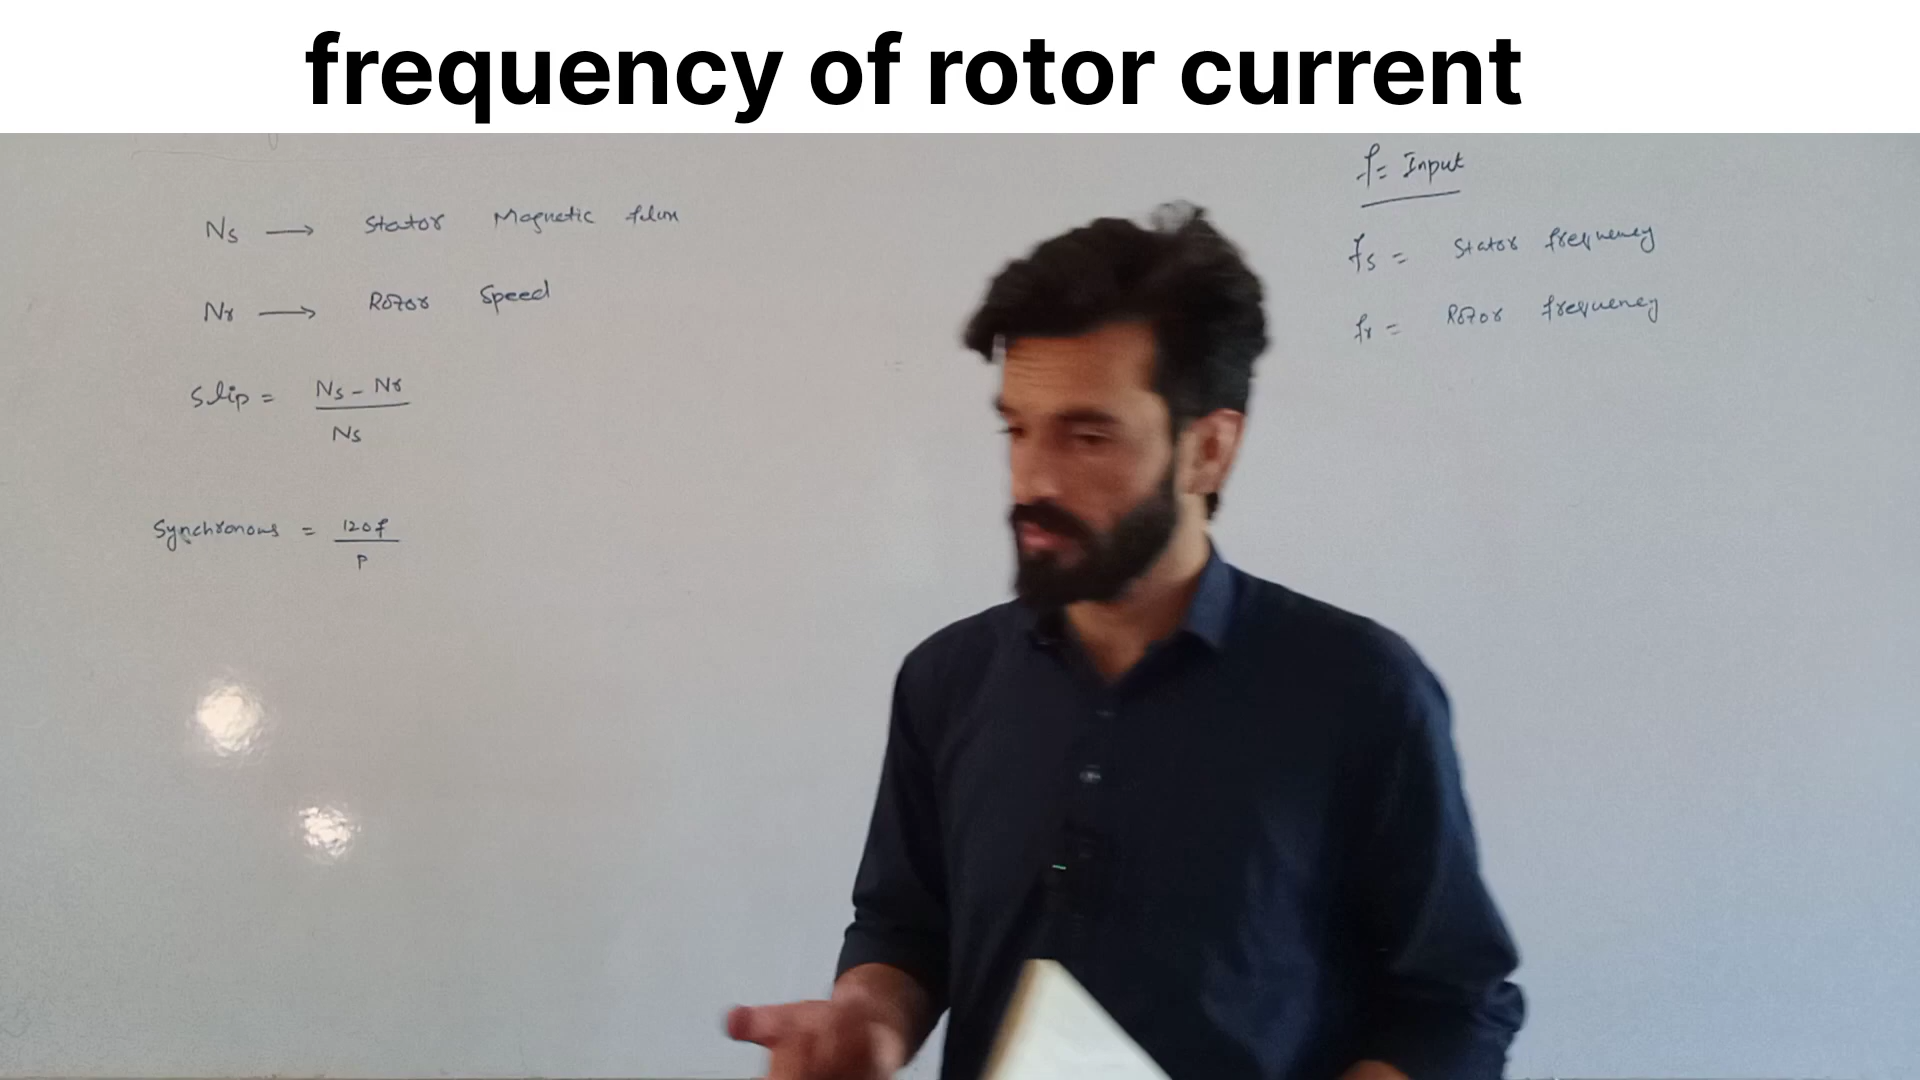 frequency of rotor current
Ns → Stator Magnetic flux
Nr → Rotor Speed
Slip = Ns - Nr
Ns
Synchronous = 120f
P
f = Input
fs = Stator frequency
fr = Rotor frequency